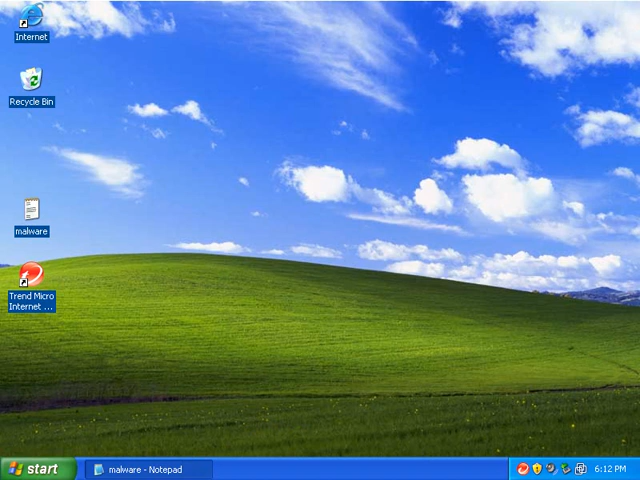 Internet
Recycle Bin
malware
Trend Micro
Internet ...
start
malware - Notepad
6:12 PM